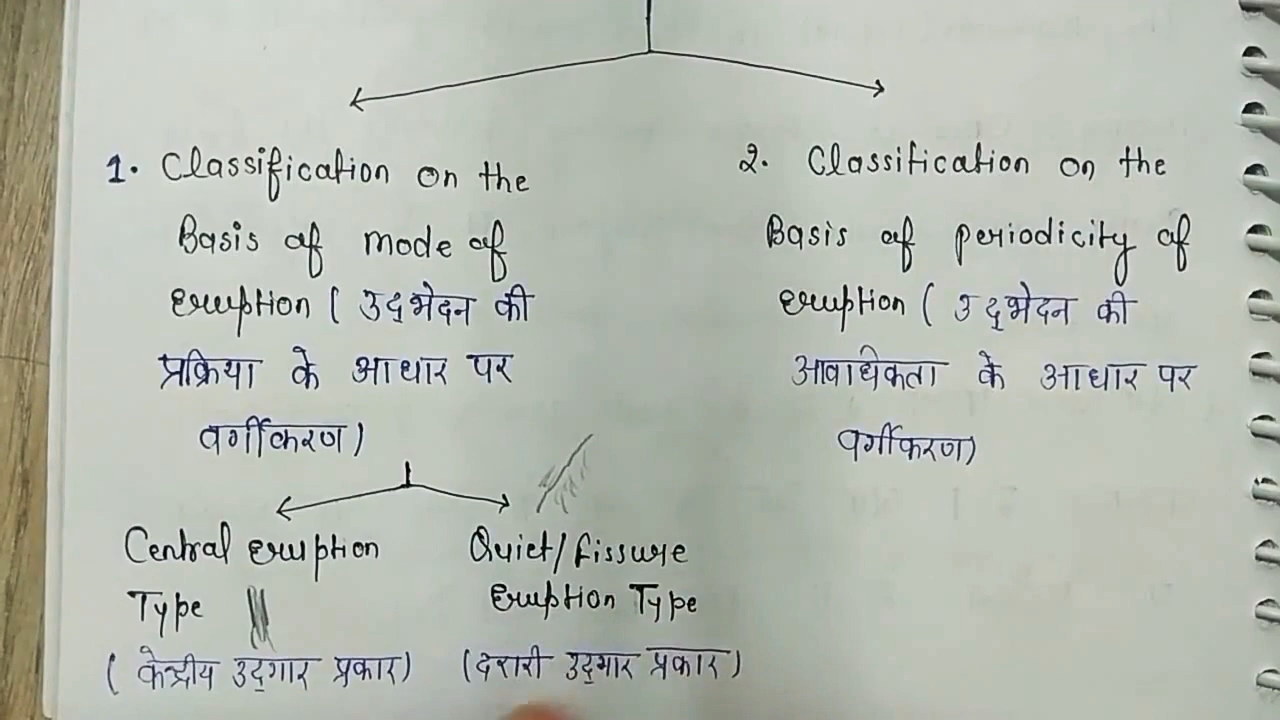 1. Classification on the
Basis of mode of
eruption ( उद्भेदन की
प्रक्रिया के आधार पर
वर्गीकरण)
Central eruption
Type
( केन्द्रीय उद्गार प्रकार)
Quiet/fissure
eruption Type
(दरारी उद्गार प्रकार)
2. Classification on the
Basis of periodicity of
eruption ( उद्भेदन की
आवाधिकता के आधार पर
वर्गीकरण)